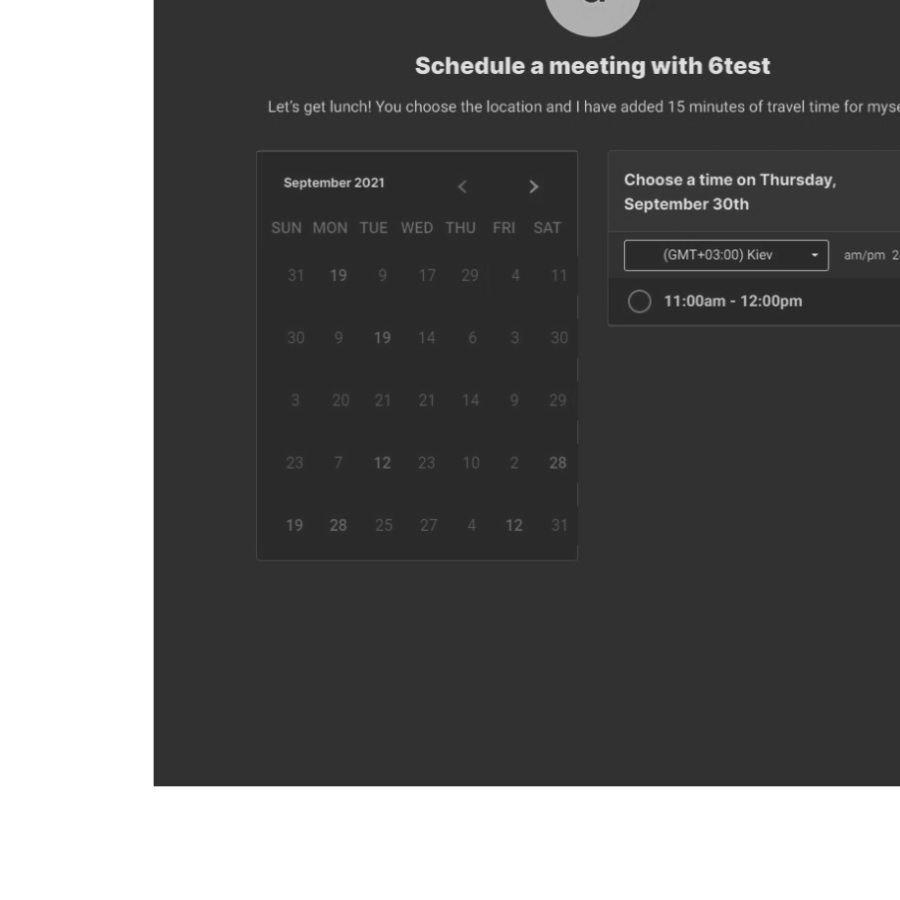 Schedule a meeting with 6test
Let's get lunch! You choose the location and I have added 15 minutes of travel time for
September 2021
SUN MON TUE WED THU FRI SAT
31 19 9 17 29 4 11
30 9 19 14 6 3 30
3 20 21 21 14 9 29
23 7 12 23 10 2 28
19 28 25 27 4 12 31
Choose a time on Thursday,
September 30th
(GMT+03:00) Kiev am/pm
11:00am - 12:00pm